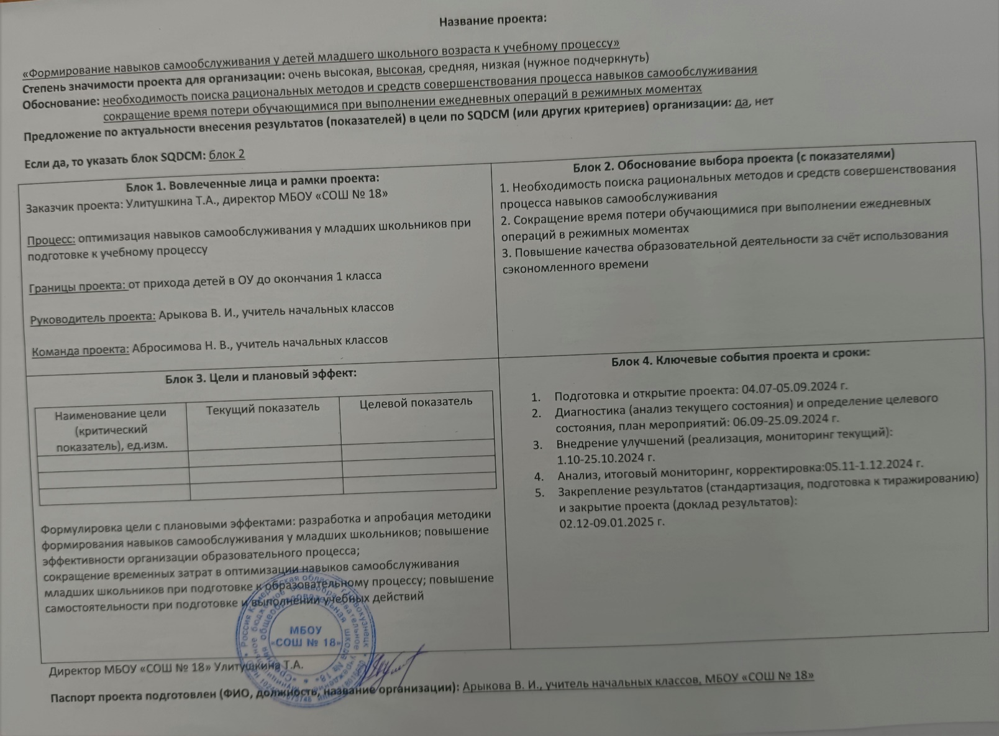 Название проекта:
«Формирование навыков самообслуживания у детей младшего школьного возраста к учебному процессу»
Степень значимости проекта для организации: очень высокая, высокая, средняя, низкая (нужное подчеркнуть)
Обоснование: необходимость поиска рациональных методов и средств совершенствования процесса навыков самообслуживания
сокращение время потери обучающимися при выполнении ежедневных операций в режимных моментах
Предложение по актуальности внесения результатов (показателей) в цели по SQDCM (или других критериев) организации: да, нет
Если да, то указать блок SQDCM: блок 2
Блок 1. Вовлеченные лица и рамки проекта:
Заказчик проекта: Улитушкина Т.А., директор МБОУ «СОШ № 18»
Процесс: оптимизация навыков самообслуживания у младших школьников при
подготовке к учебному процессу
Границы проекта: от прихода детей в ОУ до окончания 1 класса
Руководитель проекта: Арыкова В. И., учитель начальных классов
Команда проекта: Абросимова Н. В., учитель начальных классов
Блок 2. Обоснование выбора проекта (с показателями)
1. Необходимость поиска рациональных методов и средств совершенствования
процесса навыков самообслуживания
2. Сокращение время потери обучающимися при выполнении ежедневных
операций в режимных моментах
3. Повышение качества образовательной деятельности за счёт использования
сэкономленного времени
Блок 3. Цели и плановый эффект:
Наименование цели
(критический
показатель), ед.изм.
Текущий показатель
Целевой показатель
Формулировка цели с плановыми эффектами: разработка и апробация методики
формирования навыков самообслуживания у младших школьников; повышение
эффективности организации образовательного процесса;
сокращение временных затрат в оптимизации навыков самообслуживания
младших школьников при подготовке к образовательному процессу; повышение
самостоятельности при подготовке и выполнении учебных действий
Блок 4. Ключевые события проекта и сроки:
1. Подготовка и открытие проекта: 04.07-05.09.2024 г.
2. Диагностика (анализ текущего состояния) и определение целевого
состояния, план мероприятий: 06.09-25.09.2024 г.
3. Внедрение улучшений (реализация, мониторинг текущий):
1.10-25.10.2024 г.
4. Анализ, итоговый мониторинг, корректировка:05.11-1.12.2024 г.
5. Закрепление результатов (стандартизация, подготовка к тиражированию)
и закрытие проекта (доклад результатов):
02.12-09.01.2025 г.
МБОУ
«СОШ № 18»
Директор МБОУ «СОШ № 18» Улитушкина Т.А.
Паспорт проекта подготовлен (ФИО, должность, название организации): Арыкова В. И., учитель начальных классов, МБОУ «СОШ № 18»